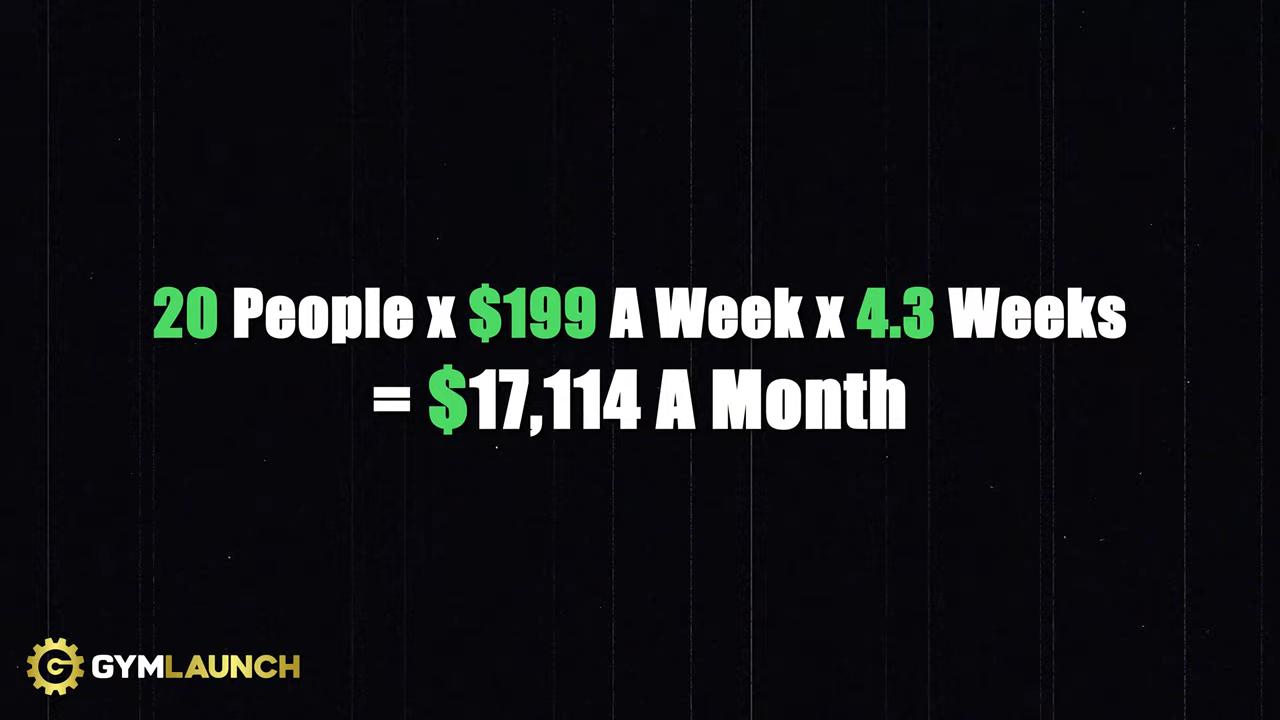 20 People x $199 A Week x 4.3 Weeks
= $17,114 A Month
GYMLAUNCH